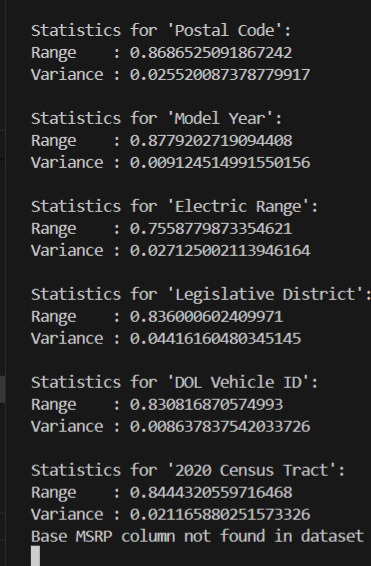 Statistics for 'Postal Code':
Range    : 0.8686525091867242
Variance : 0.025520087378779917
Statistics for 'Model Year':
Range    : 0.8779202719094408
Variance : 0.009124514991550156
Statistics for 'Electric Range':
Range    : 0.7558779873354621
Variance : 0.027125002113946164
Statistics for 'Legislative District':
Range    : 0.836000602409971
Variance : 0.04416160480345145
Statistics for 'DOL Vehicle ID':
Range    : 0.830816870574993
Variance : 0.008637837542033726
Statistics for '2020 Census Tract':
Range    : 0.8444320559716468
Variance : 0.021165880251573326
Base MSRP column not found in dataset